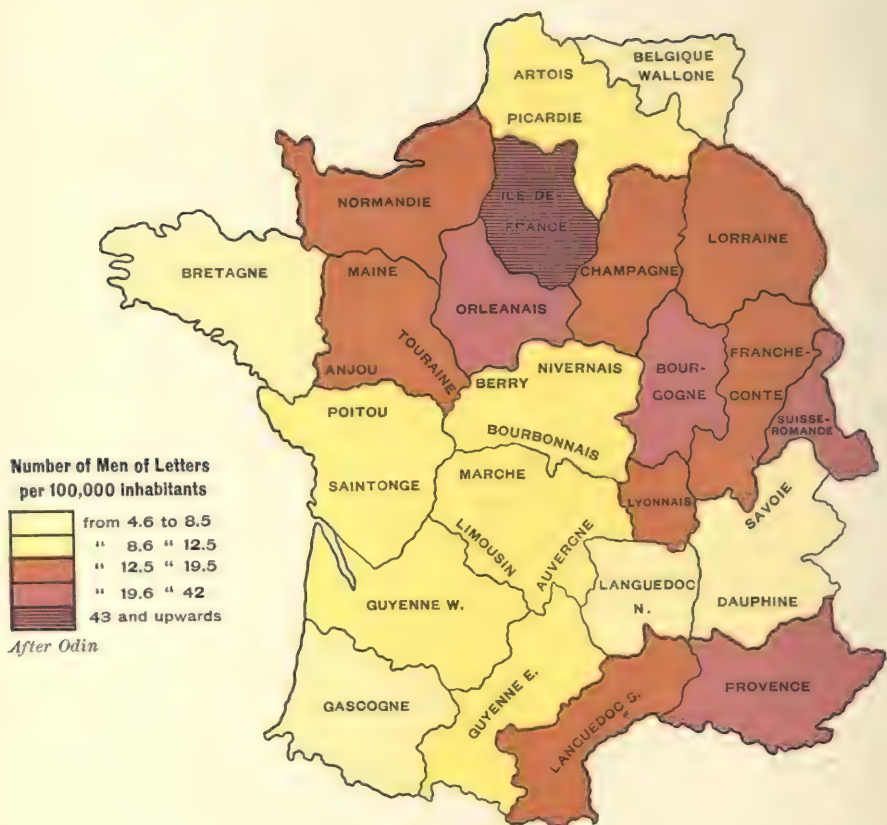 BELGIQUE
WALLONE
ARTOIS
PICARDIE
NORMANDIE
ILE-DE-
FRANCE
LORRAINE
CHAMPAGNE
BRETAGNE
MAINE
ORLEANAIS
TOURAINE
ANJOU
FRANCHE-
CONTE
BOUR-
GOGNE
NIVERNAIS
BERRY
POITOU
SUISSE-
ROMANDE
BOURBONNAIS
MARCHE
SAINTONGE
LYONNAIS
SAVOIE
LIMOUSIN
AUVERGNE
LANGUEDOC
N.
DAUPHINE
GUYENNE W.
GUYENNE E.
PROVENCE
GASCOGNE
LANGUEDOC S.
Number of Men of Letters
per 100,000 inhabitants
from 4.6 to 8.5
" 8.6 " 12.5
" 12.5 " 19.5
" 19.6 " 42
43 and upwards
After Odin